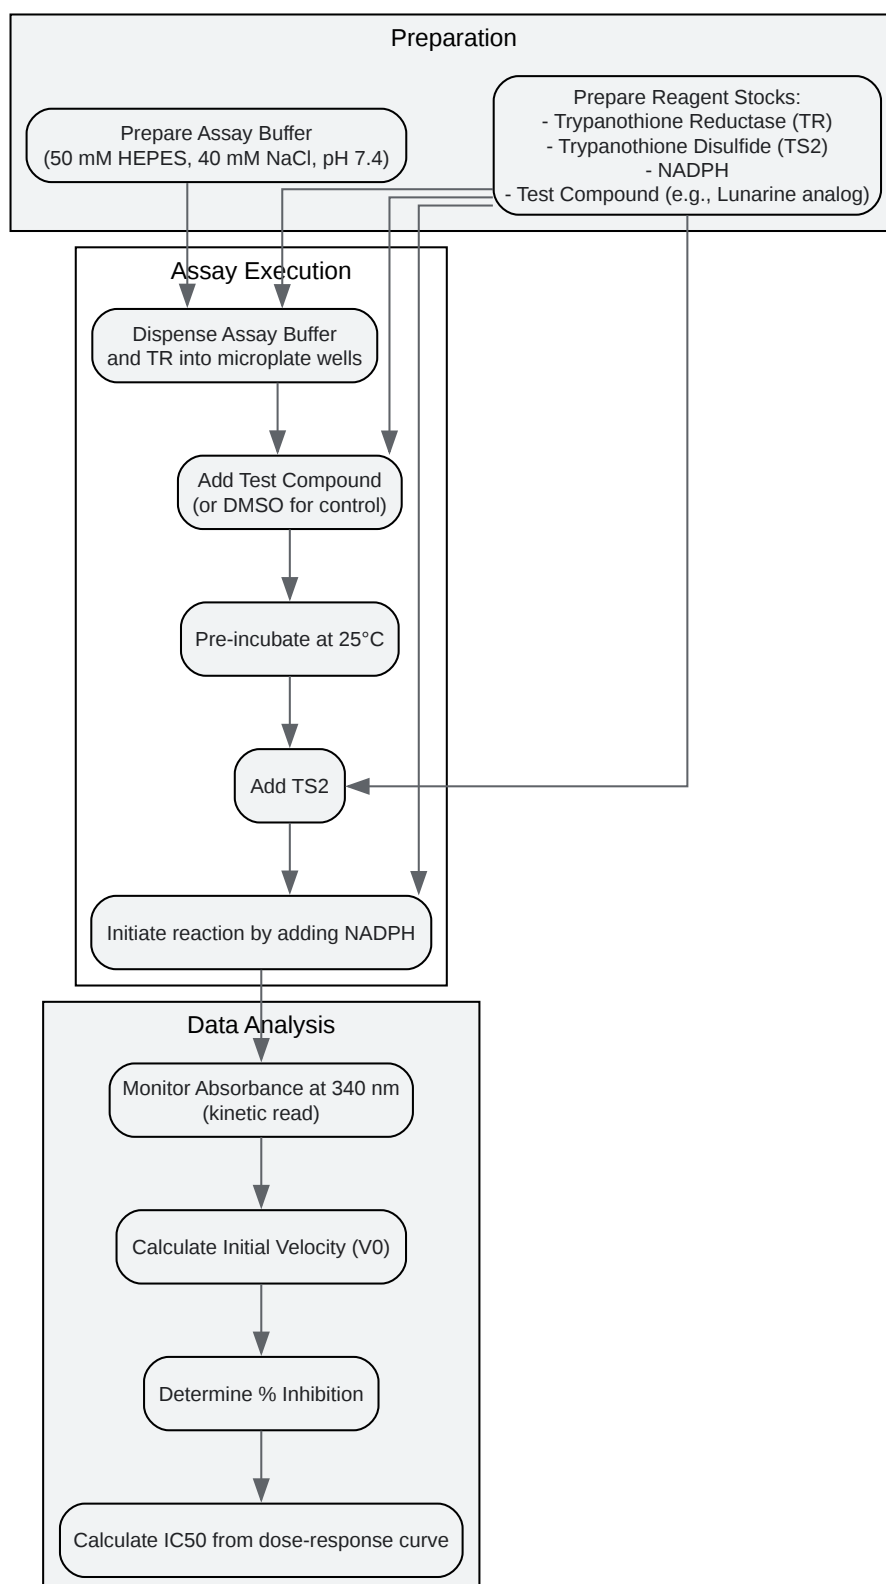 Preparation
Prepare Assay Buffer
(50 mM HEPES, 40 mM NaCl, pH 7.4)
Prepare Reagent Stocks:
- Trypanothione Reductase (TR)
- Trypanothione Disulfide (TS2)
- NADPH
- Test Compound (e.g., Lunarine analog)
Assay Execution
Dispense Assay Buffer
and TR into microplate wells
Add Test Compound
(or DMSO for control)
Pre-incubate at 25°C
Add TS2
Initiate reaction by adding NADPH
Data Analysis
Monitor Absorbance at 340 nm
(kinetic read)
Calculate Initial Velocity (V0)
Determine % Inhibition
Calculate IC50 from dose-response curve